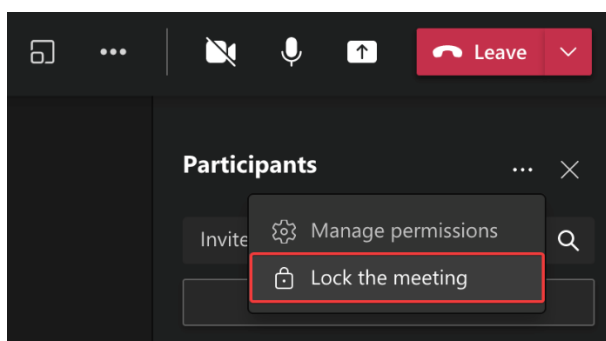 Leave
Participants
Invite
Manage permissions
Lock the meeting